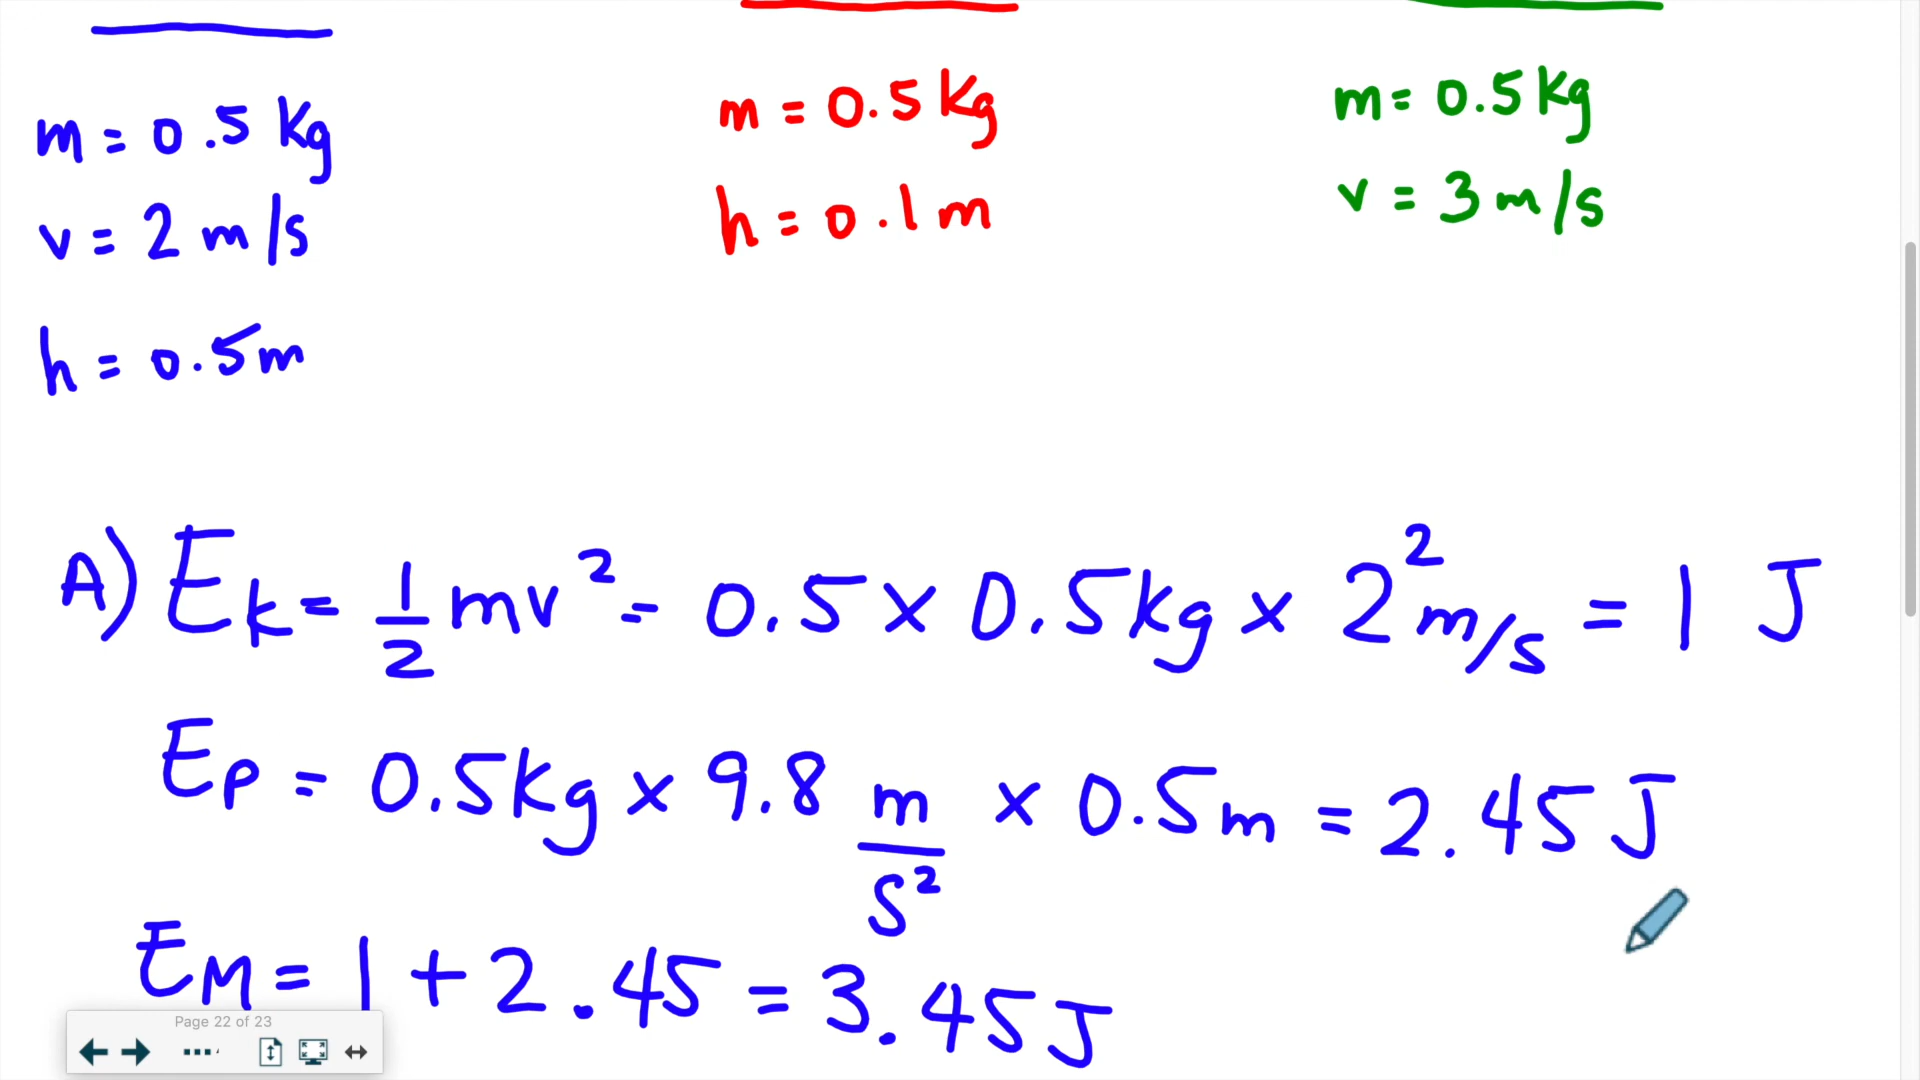 m = 0.5 kg
v = 2 m/s
h = 0.5m
m = 0.5 kg
h = 0.1 m
m = 0.5 kg
v = 3 m/s
A) Ek = 1/2 mv² = 0.5 x 0.5kg x 2² m/s = 1 J
Ep = 0.5kg x 9.8 m/s² x 0.5m = 2.45 J
EM = 1 + 2.45 = 3.45 J
Page 22 of 23